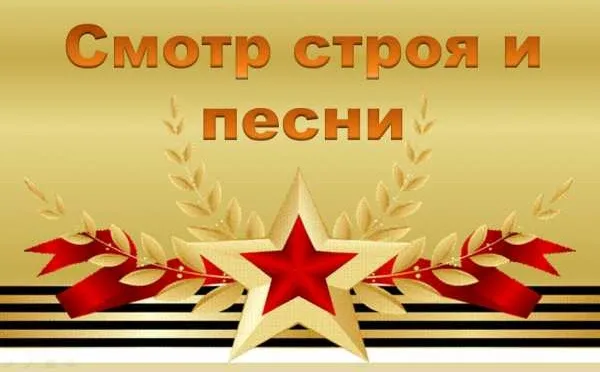 Смотр строя и
песни